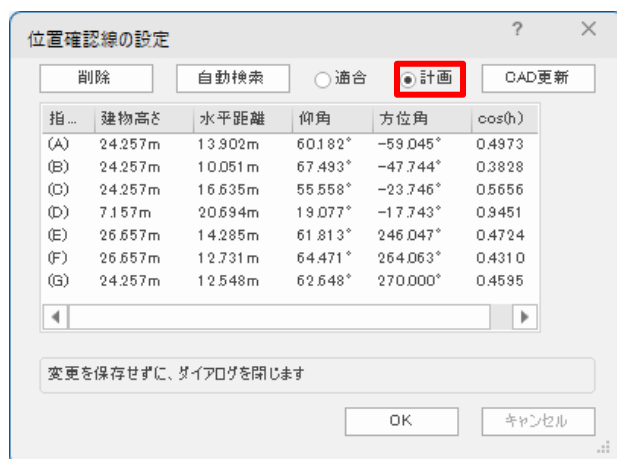 位置確認線の設定 ? ×
削除 自動検索 適合 計画 CAD更新
指... 建物高さ 水平距離 仰角 方位角 cos(h)
(A) 24.257m 13.902m 60.182° -59.045° 0.4973
(B) 24.257m 10.051m 67.493° -47.744° 0.3828
(C) 24.257m 16.635m 55.558° -23.746° 0.5656
(D) 7.157m 20.694m 19.077° -17.743° 0.9451
(E) 26.657m 14.285m 61.813° 246.047° 0.4724
(F) 26.657m 12.731m 64.471° 264.063° 0.4310
(G) 24.257m 12.548m 62.648° 270.000° 0.4595
変更を保存せずに、ダイアログを閉じます
OK キャンセル